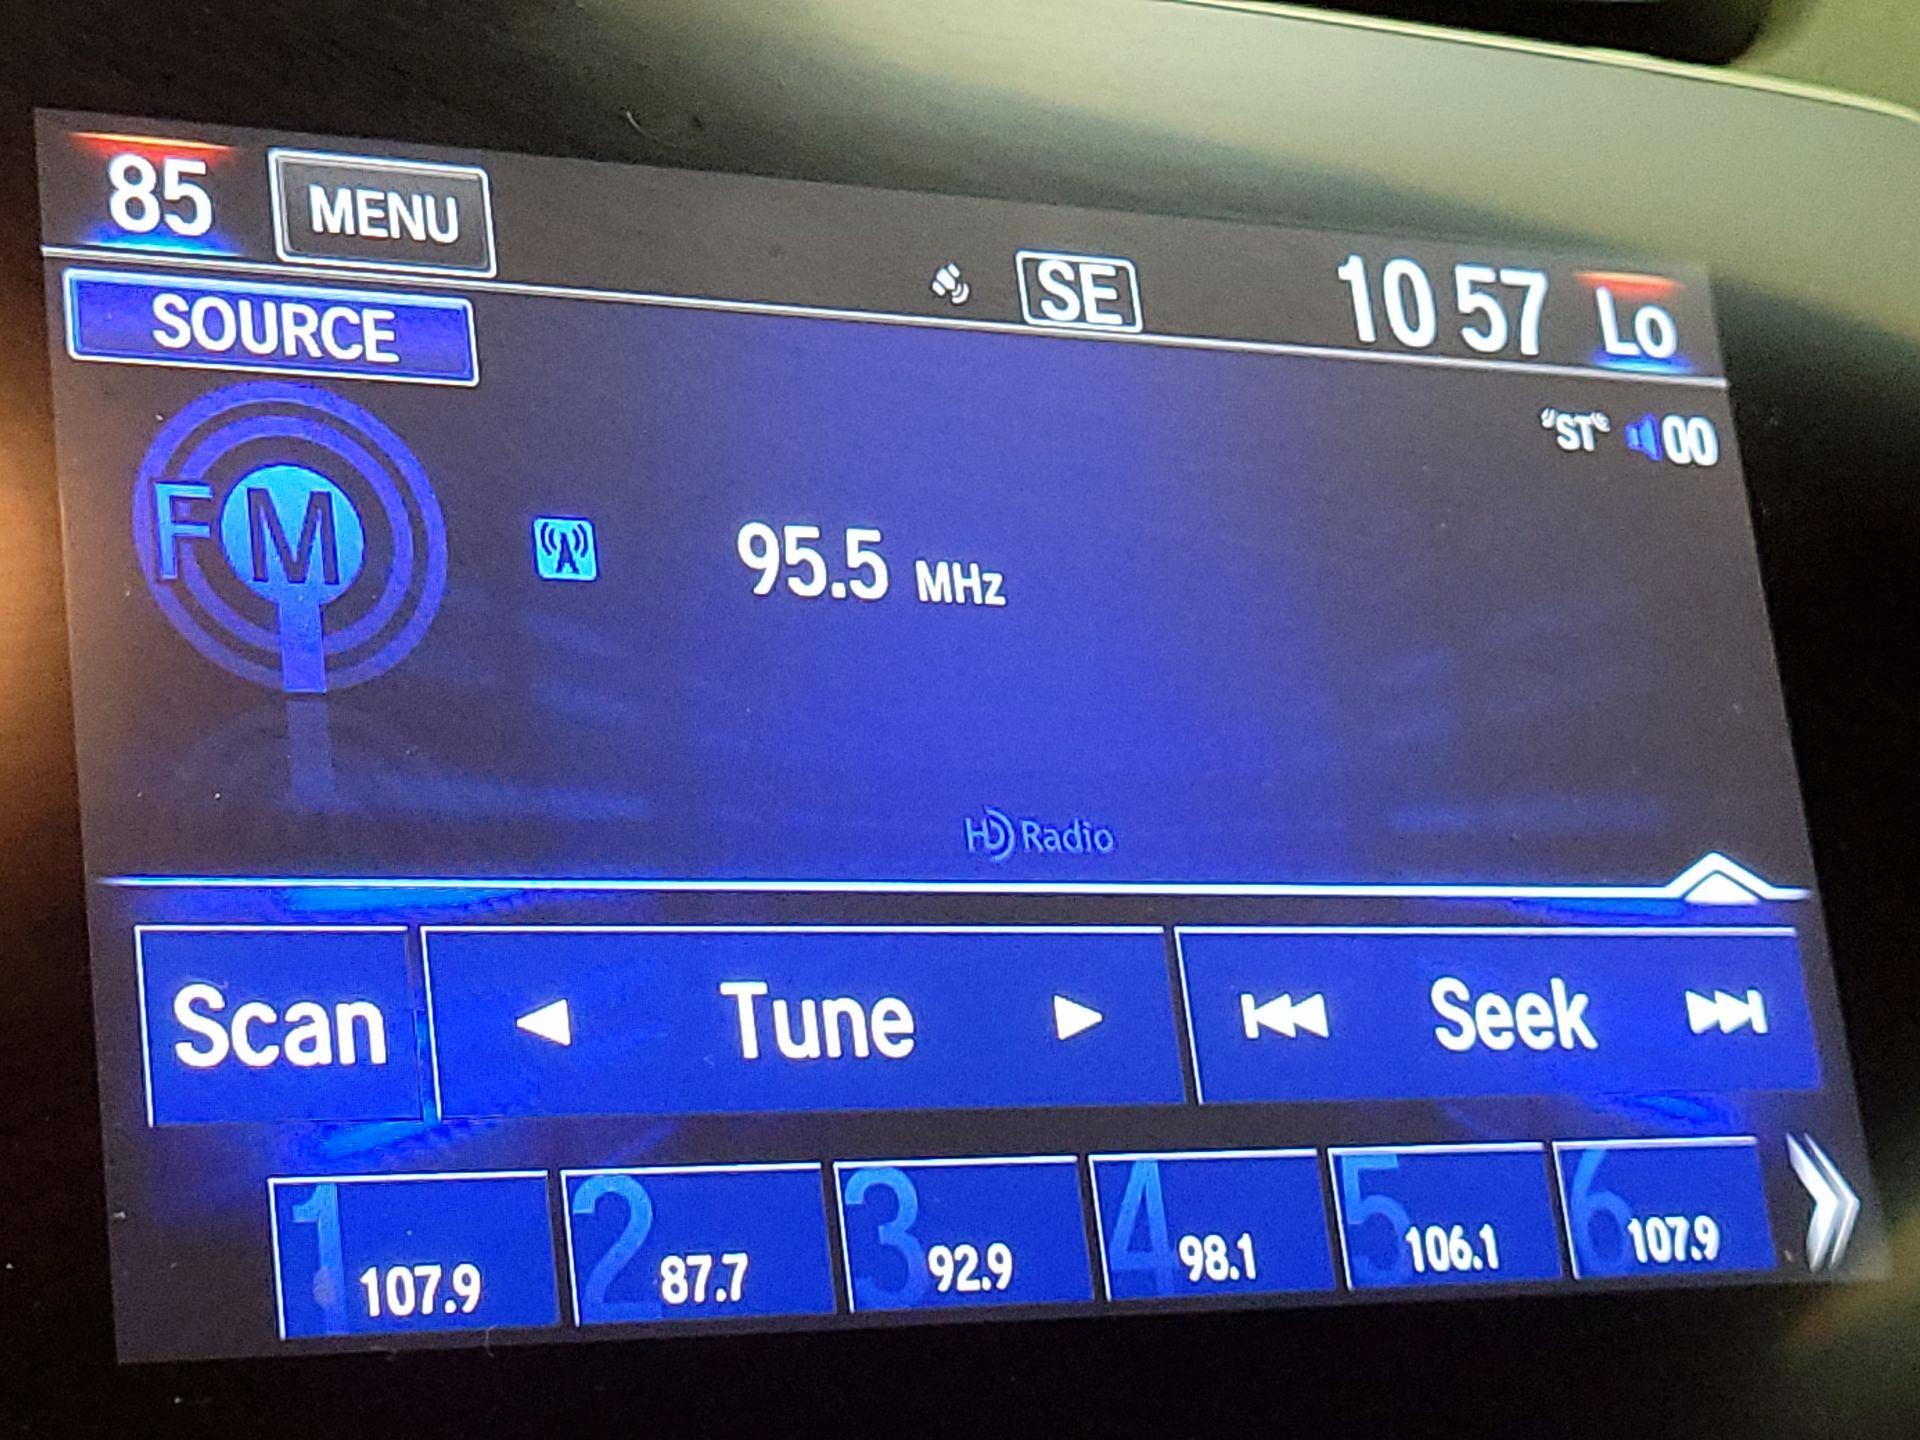 85 MENU SE 10 57 Lo
SOURCE
"ST" 00
FM 95.5 MHz
HD Radio
Scan Tune Seek
1 107.9 2 87.7 3 92.9 4 98.1 5 106.1 6 107.9